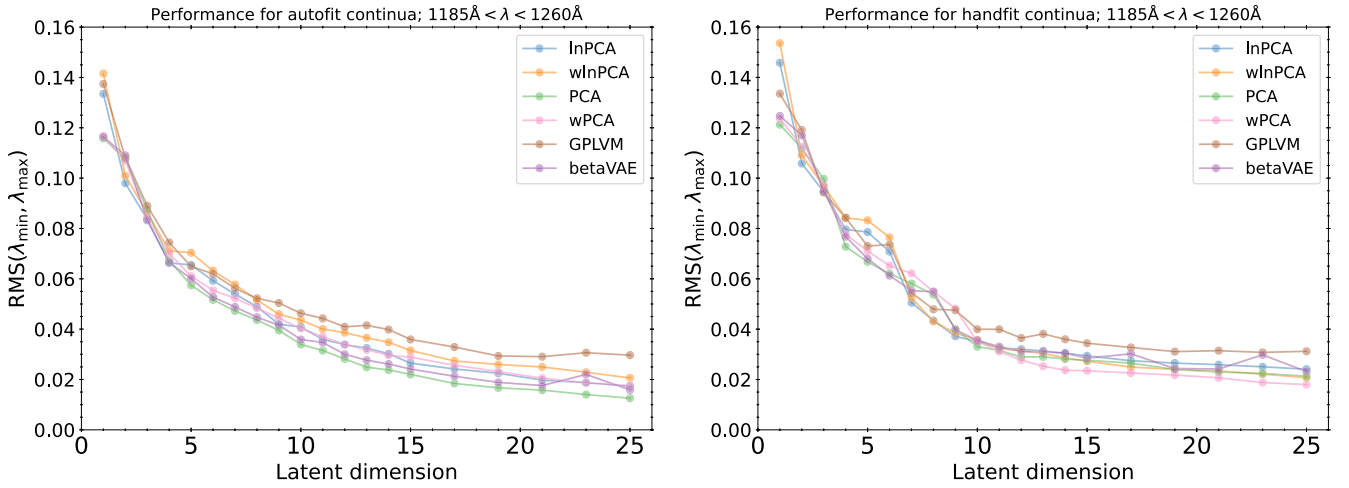 Performance for autofit continua; 1185Å < λ < 1260Å
RMS(λmin, λmax)
0.16
0.14
0.12
0.10
0.08
0.06
0.04
0.02
0.00
lnPCA
wlnPCA
PCA
wPCA
GPLVM
betaVAE
0 5 10 15 20 25
Latent dimension
Performance for handfit continua; 1185Å < λ < 1260Å
RMS(λmin, λmax)
0.16
0.14
0.12
0.10
0.08
0.06
0.04
0.02
0.00
lnPCA
wlnPCA
PCA
wPCA
GPLVM
betaVAE
0 5 10 15 20 25
Latent dimension